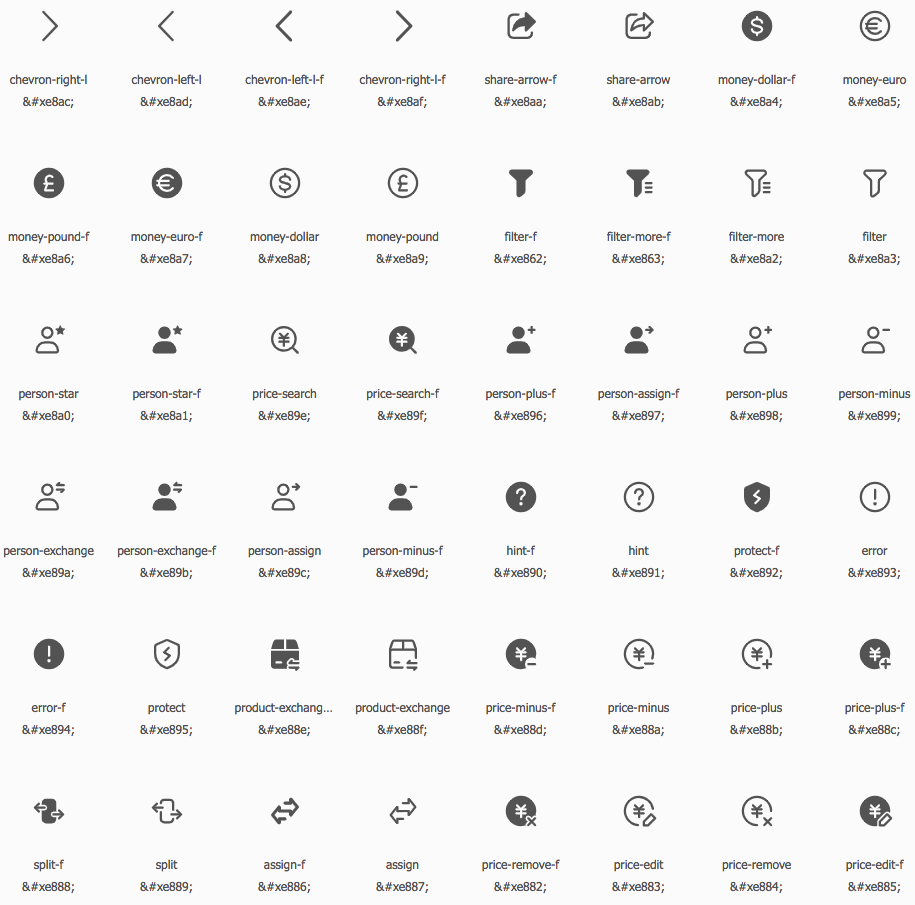 chevron-right-l chevron-left-l chevron-left-l-f chevron-right-l-f share-arrow-f share-arrow money-dollar-f money-euro
&#xe8ac; &#xe8ad; &#xe8ae; &#xe8af; &#xe8aa; &#xe8ab; &#xe8a4; &#xe8a5;
money-pound-f money-euro-f money-dollar money-pound filter-f filter-more-f filter-more filter
&#xe8a6; &#xe8a7; &#xe8a8; &#xe8a9; &#xe862; &#xe863; &#xe8a2; &#xe8a3;
person-star person-star-f price-search price-search-f person-plus-f person-assign-f person-plus person-minus
&#xe8a0; &#xe8a1; &#xe89e; &#xe89f; &#xe896; &#xe897; &#xe898; &#xe899;
person-exchange person-exchange-f person-assign person-minus-f hint-f hint protect-f error
&#xe89a; &#xe89b; &#xe89c; &#xe89d; &#xe890; &#xe891; &#xe892; &#xe893;
error-f protect product-exchang... product-exchange price-minus-f price-minus price-plus price-plus-f
&#xe894; &#xe895; &#xe88e; &#xe88f; &#xe88d; &#xe88a; &#xe88b; &#xe88c;
split-f split assign-f assign price-remove-f price-edit price-remove price-edit-f
&#xe888; &#xe889; &#xe886; &#xe887; &#xe882; &#xe883; &#xe884; &#xe885;